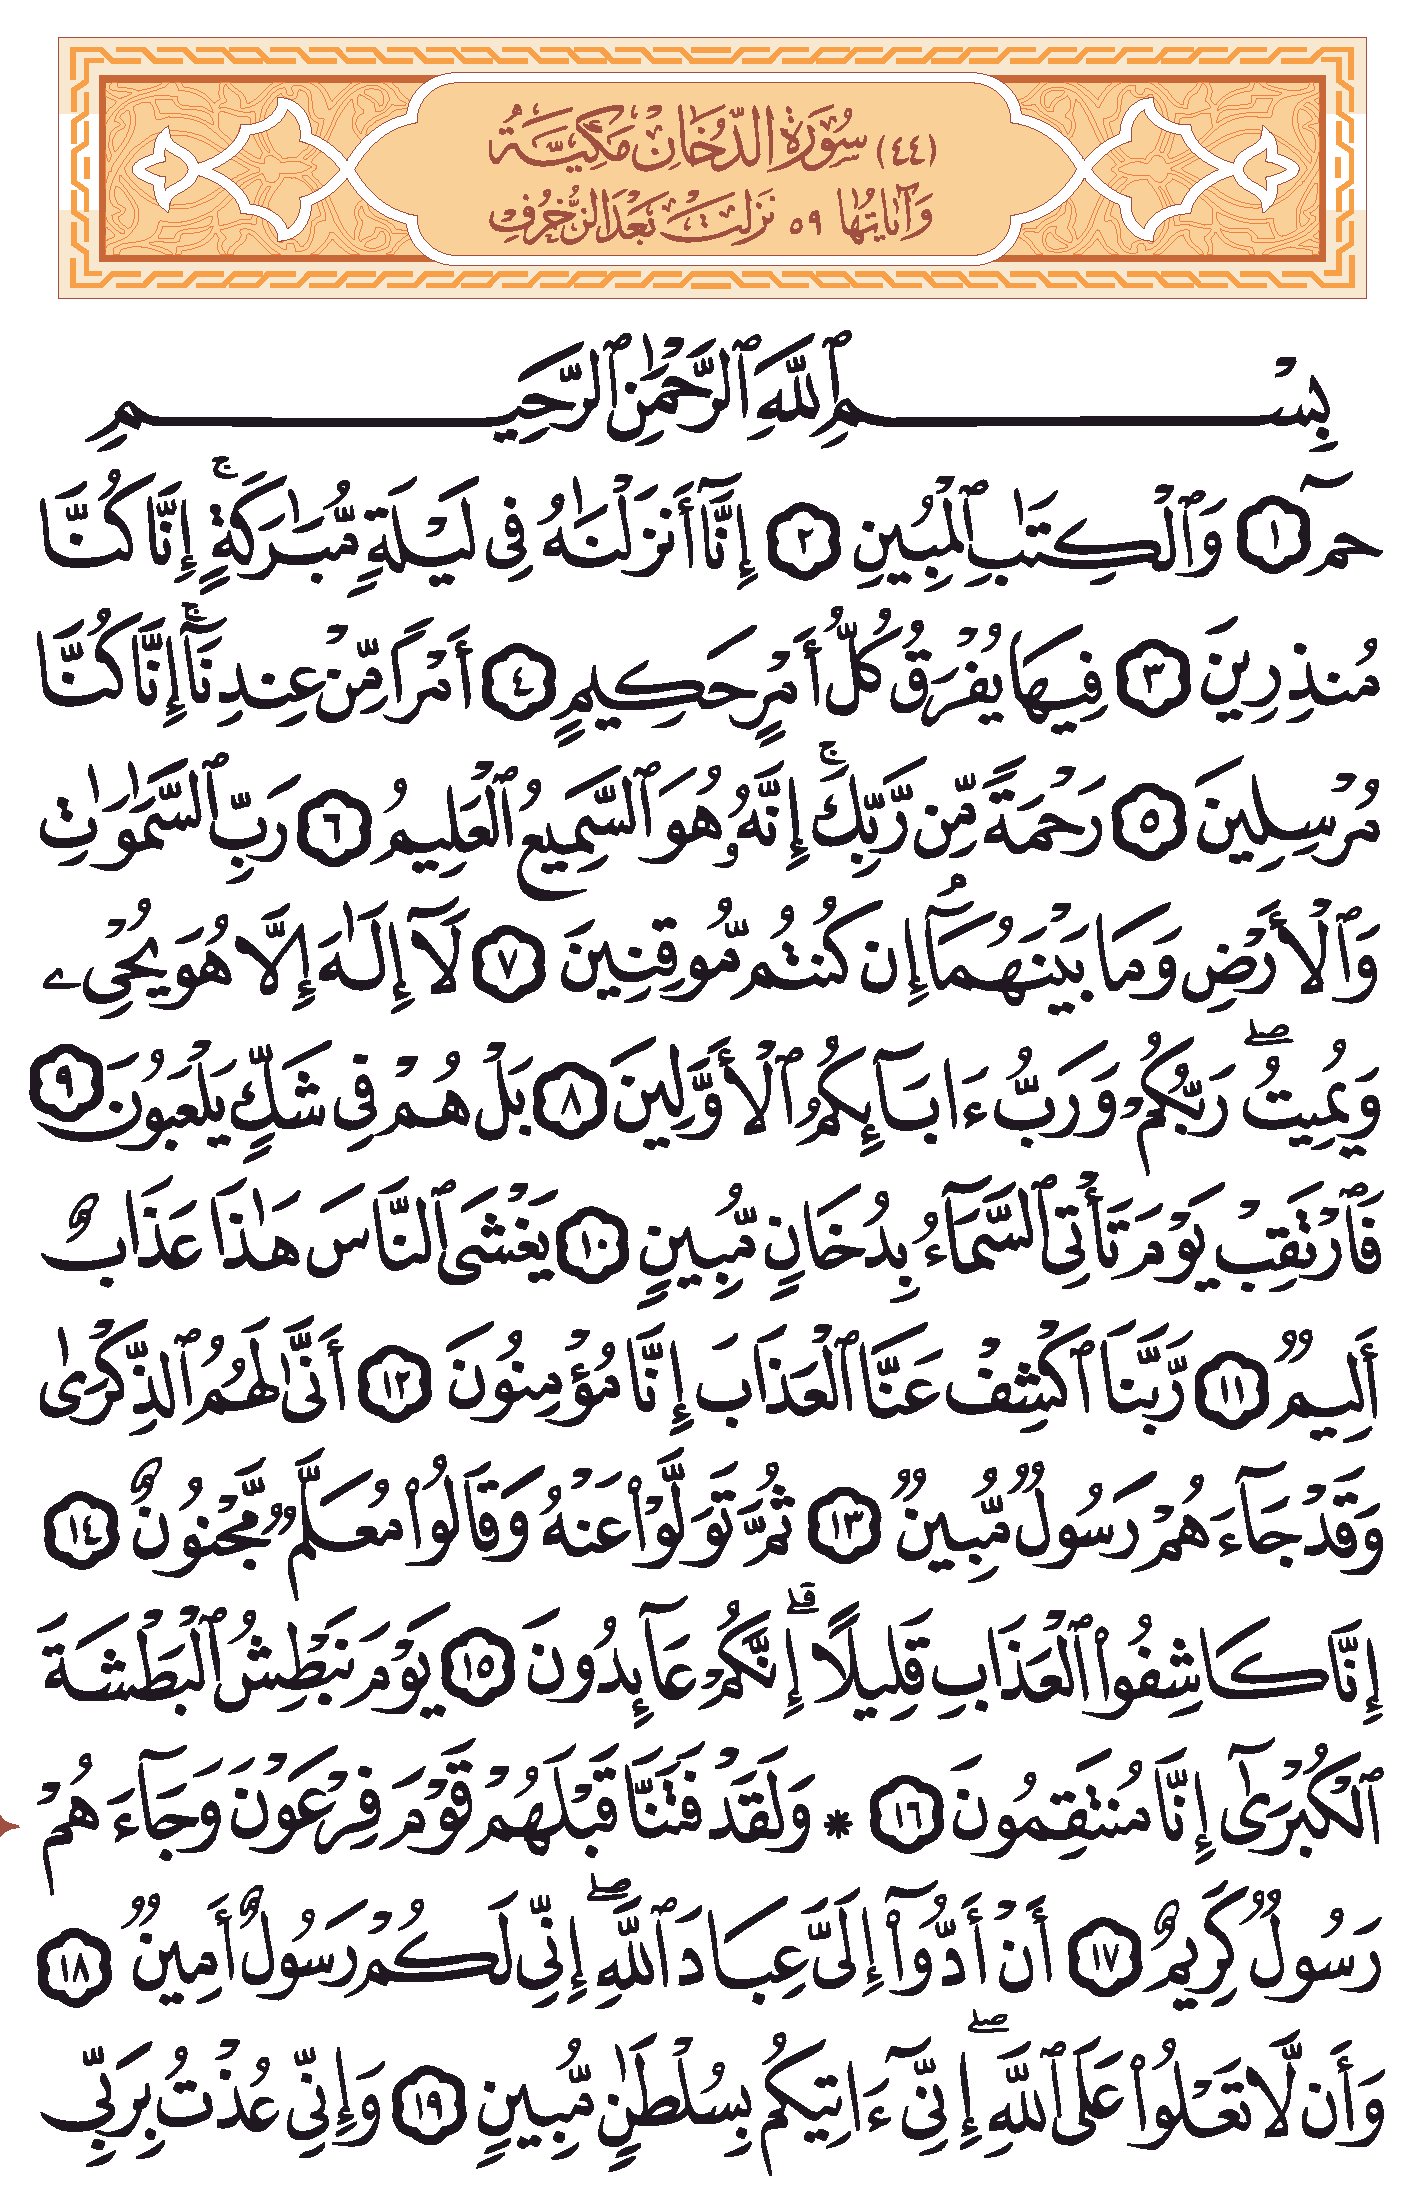 (٤٤) سُورَةُ الدُّخَانِ مَكِّيَّةٌ
وَآيَاتُهَا ٥٩ نَزَلَتْ بَعْدَ الزُّخْرُفِ
بِسْمِ ٱللَّهِ ٱلرَّحْمَٰنِ ٱلرَّحِيمِ
حمٓ ١ وَٱلْكِتَٰبِ ٱلْمُبِينِ ٢ إِنَّآ أَنزَلْنَٰهُ فِى لَيْلَةٍ مُّبَٰرَكَةٍ ۚ إِنَّا كُنَّا
مُنذِرِينَ ٣ فِيهَا يُفْرَقُ كُلُّ أَمْرٍ حَكِيمٍ ٤ أَمْرًا مِّنْ عِندِنَآ ۚ إِنَّا كُنَّا
مُرْسِلِينَ ٥ رَحْمَةً مِّن رَّبِّكَ ۚ إِنَّهُۥ هُوَ ٱلسَّمِيعُ ٱلْعَلِيمُ ٦ رَبِّ ٱلسَّمَٰوَٰتِ
وَٱلْأَرْضِ وَمَا بَيْنَهُمَآ ۘ إِن كُنتُم مُّوقِنِينَ ٧ لَآ إِلَٰهَ إِلَّا هُوَ يُحْىِۦ
وَيُمِيتُ ۖ رَبُّكُمْ وَرَبُّ ءَابَآئِكُمُ ٱلْأَوَّلِينَ ٨ بَلْ هُمْ فِى شَكٍّ يَلْعَبُونَ ٩
فَٱرْتَقِبْ يَوْمَ تَأْتِى ٱلسَّمَآءُ بِدُخَانٍ مُّبِينٍ ١٠ يَغْشَى ٱلنَّاسَ هَٰذَا عَذَابٌ
أَلِيمٌ ١١ رَّبَّنَا ٱكْشِفْ عَنَّا ٱلْعَذَابَ إِنَّا مُؤْمِنُونَ ١٢ أَنَّىٰ لَهُمُ ٱلذِّكْرَىٰ
وَقَدْ جَآءَهُمْ رَسُولٌ مُّبِينٌ ١٣ ثُمَّ تَوَلَّوْا۟ عَنْهُ وَقَالُوا۟ مُعَلَّمٌ مَّجْنُونٌ ١٤
إِنَّا كَاشِفُوا۟ ٱلْعَذَابِ قَلِيلًا ۗ إِنَّكُمْ عَآئِدُونَ ١٥ يَوْمَ نَبْطِشُ ٱلْبَطْشَةَ
ٱلْكُبْرَىٰٓ إِنَّا مُنتَقِمُونَ ١٦ * وَلَقَدْ فَتَنَّا قَبْلَهُمْ قَوْمَ فِرْعَوْنَ وَجَآءَهُمْ
رَسُولٌ كَرِيمٌ ١٧ أَنْ أَدُّوٓا۟ إِلَىَّ عِبَادَ ٱللَّهِ ۖ إِنِّى لَكُمْ رَسُولٌ أَمِينٌ ١٨
وَأَن لَّا تَعْلُوا۟ عَلَى ٱللَّهِ ۖ إِنِّىٓ ءَاتِيكُم بِسُلْطَٰنٍ مُّبِينٍ ١٩ وَإِنِّى عُذْتُ بِرَبِّى